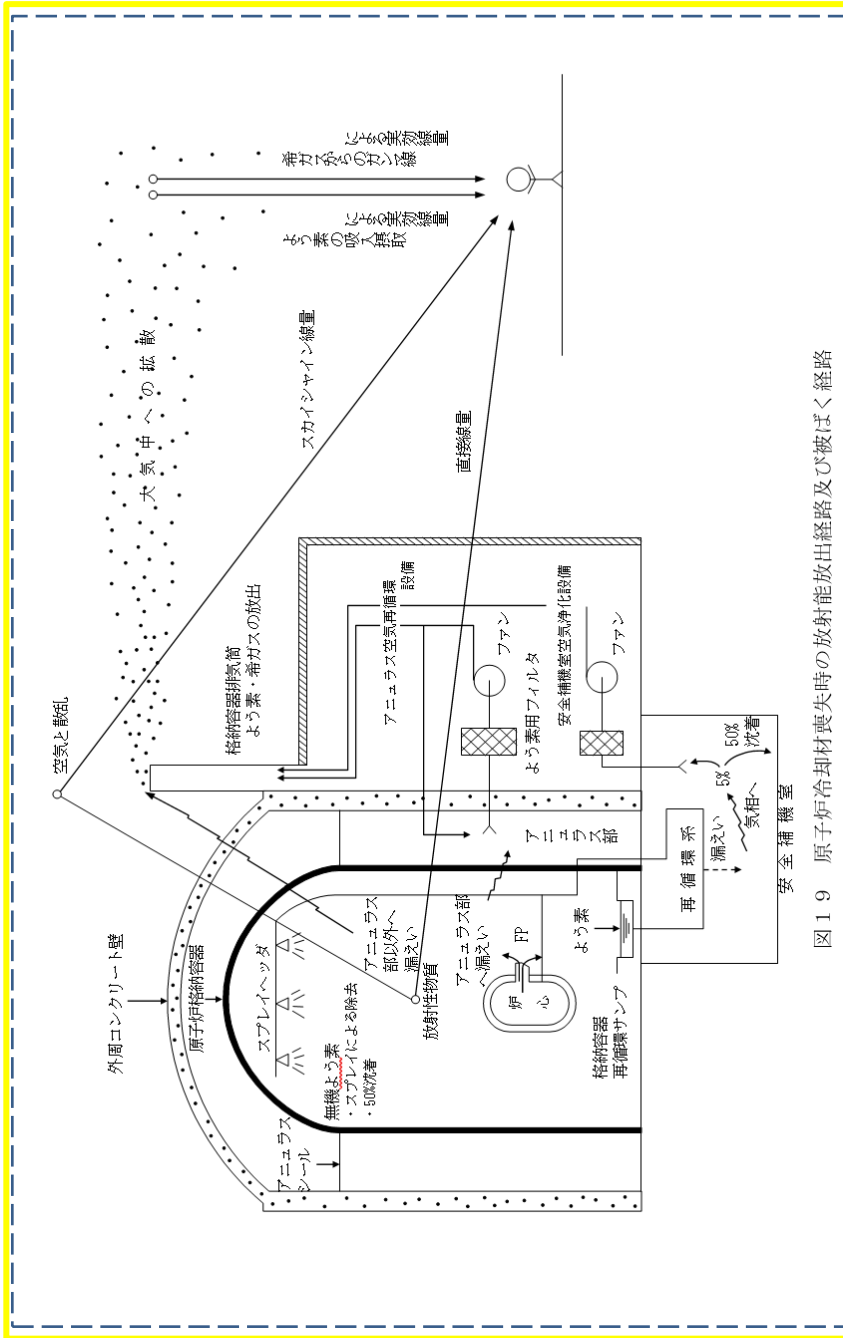 空気と散乱
外周コンクリート壁
原子炉格納容器
格納容器排気筒
よう素・希ガスの放出
大気中への拡散
スカイシャイン線量
直接線量
よう素の吸入摂取
による実効線量
希ガスからのガンマ線
による実効線量
アニュラス
シール
スプレイヘッダ
無機よう素
・スプレイによる除去
・50%沈着
アニュラス
部以外へ
漏えい
放射性物質
アニュラス部
へ漏えい
FP
炉心
よう素
格納容器
再循環サンプ
アニュラス部
アニュラス空気再循環
設備
ファン
よう素用フィルタ
安全補機室空気浄化設備
ファン
再循環系
漏えい
気相へ
5%
50%
沈着
安全補機室
図19 原子炉冷却材喪失時の放射能放出経路及び被ばく経路